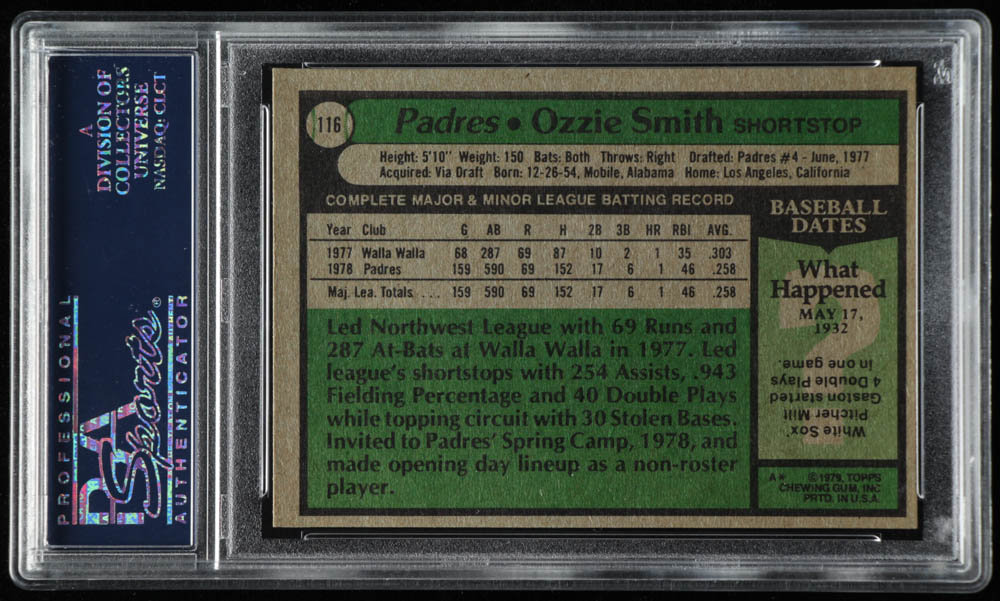 A
DIVISION OF
COLLECTORS
UNIVERSE
NASDAQ: CLCT
PROFESSIONAL
PSA
Sports®
AUTHENTICATOR
116
Padres • Ozzie Smith SHORTSTOP
Height: 5'10" Weight: 150 Bats: Both Throws: Right Drafted: Padres #4 - June, 1977
Acquired: Via Draft Born: 12-26-54, Mobile, Alabama Home: Los Angeles, California
COMPLETE MAJOR & MINOR LEAGUE BATTING RECORD
Year Club G AB R H 2B 3B HR RBI AVG.
1977 Walla Walla 68 287 69 87 10 2 1 35 .303
1978 Padres 159 590 69 152 17 6 1 46 .258
Maj. Lea. Totals . . . 159 590 69 152 17 6 1 46 .258
Led Northwest League with 69 Runs and
287 At-Bats at Walla Walla in 1977. Led
league's shortstops with 254 Assists, .943
Fielding Percentage and 40 Double Plays
while topping circuit with 30 Stolen Bases.
Invited to Padres' Spring Camp, 1978, and
made opening day lineup as a non-roster
player.
BASEBALL
DATES
What
Happened
MAY 17,
1932
?
White Sox'
Pitcher Milt
Gaston started
4 Double Plays
in one game.
A* ©1979, TOPPS
CHEWING GUM, INC
PRTD. IN U.S.A.